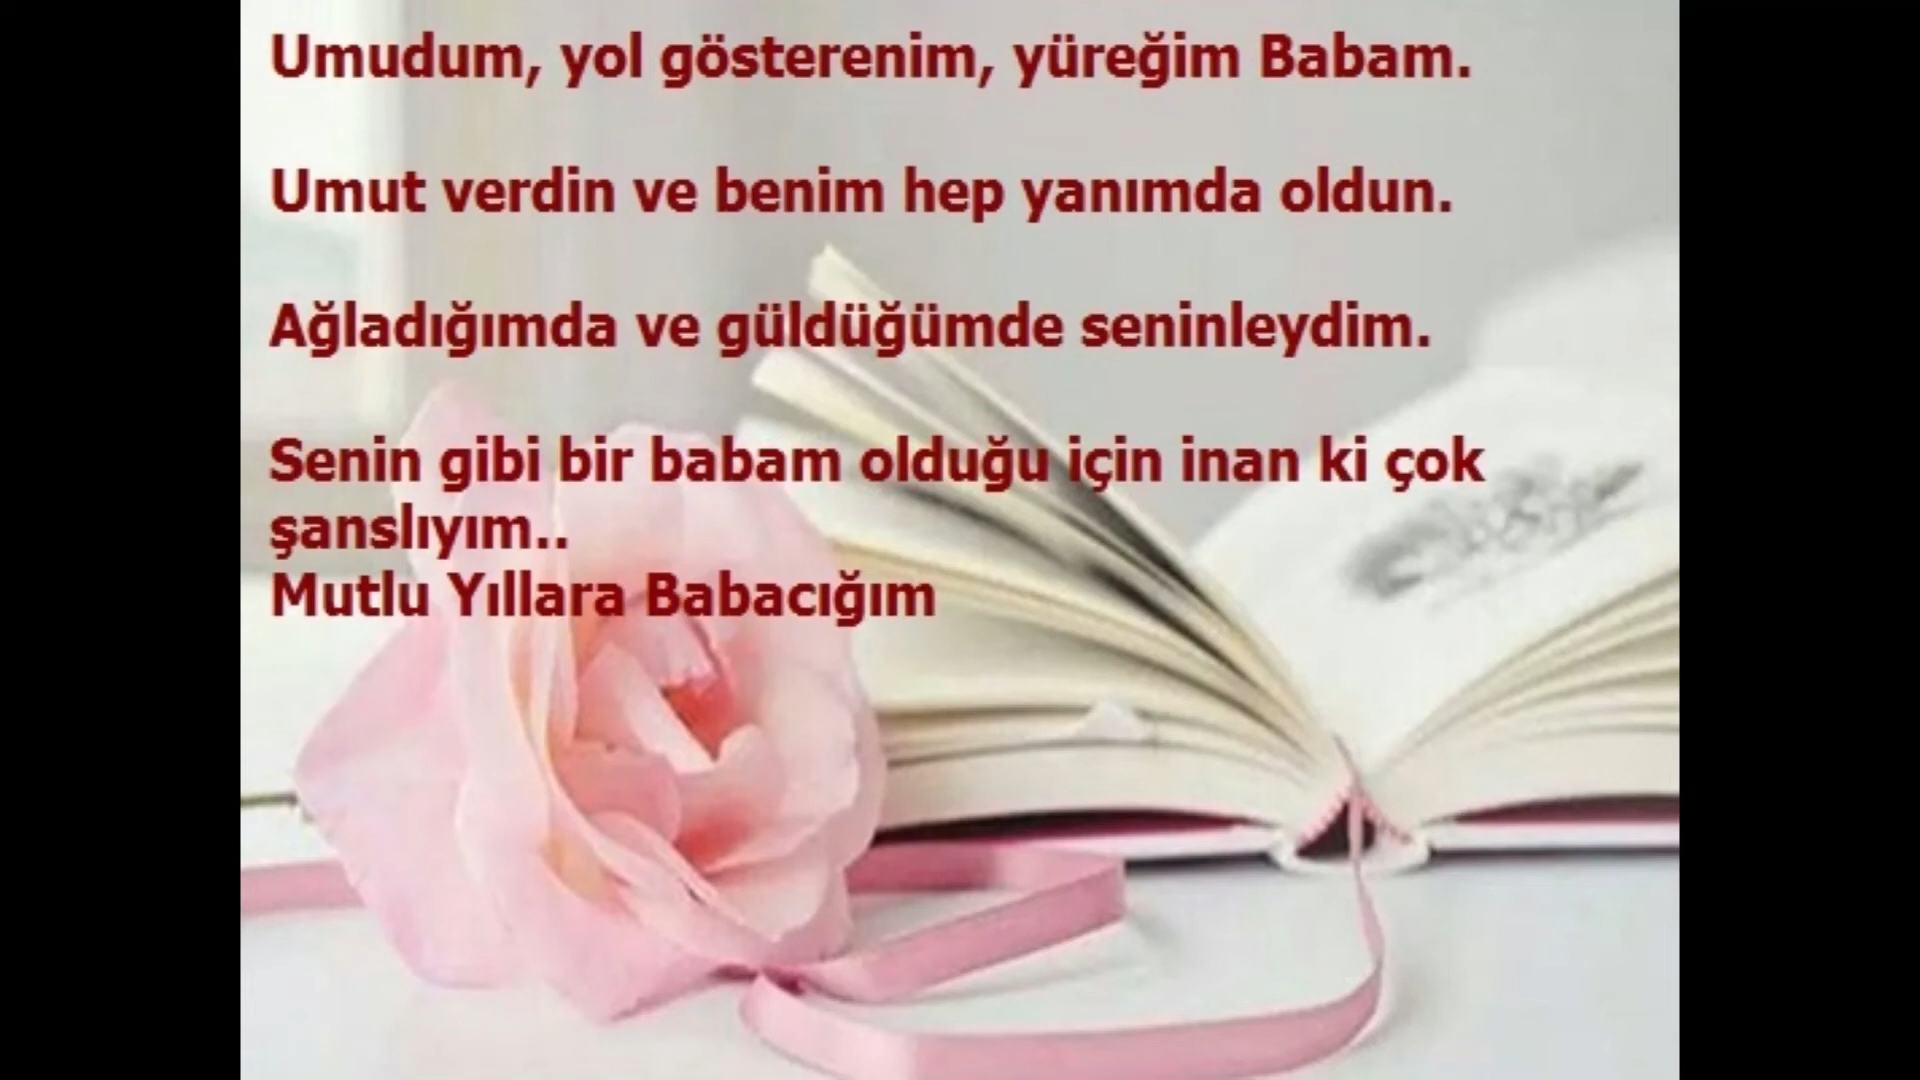 Umudum, yol gösterenim, yüreğim Babam.
Umut verdin ve benim hep yanımda oldun.
Ağladığımda ve güldüğümde seninleydim.
Senin gibi bir babam olduğu için inan ki çok
şanslıyım..
Mutlu Yıllara Babacığım